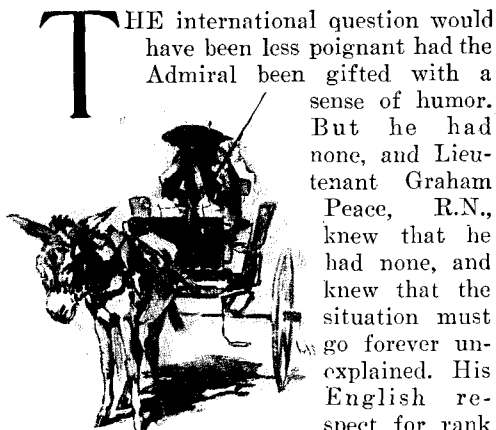 THE international question would
have been less poignant had the
Admiral been gifted with a
sense of humor.
But he had
none, and Lieu-
tenant Graham
Peace, R.N.,
knew that he
had none, and
knew that the
situation must
go forever un-
explained. His
English re-
spect for rank